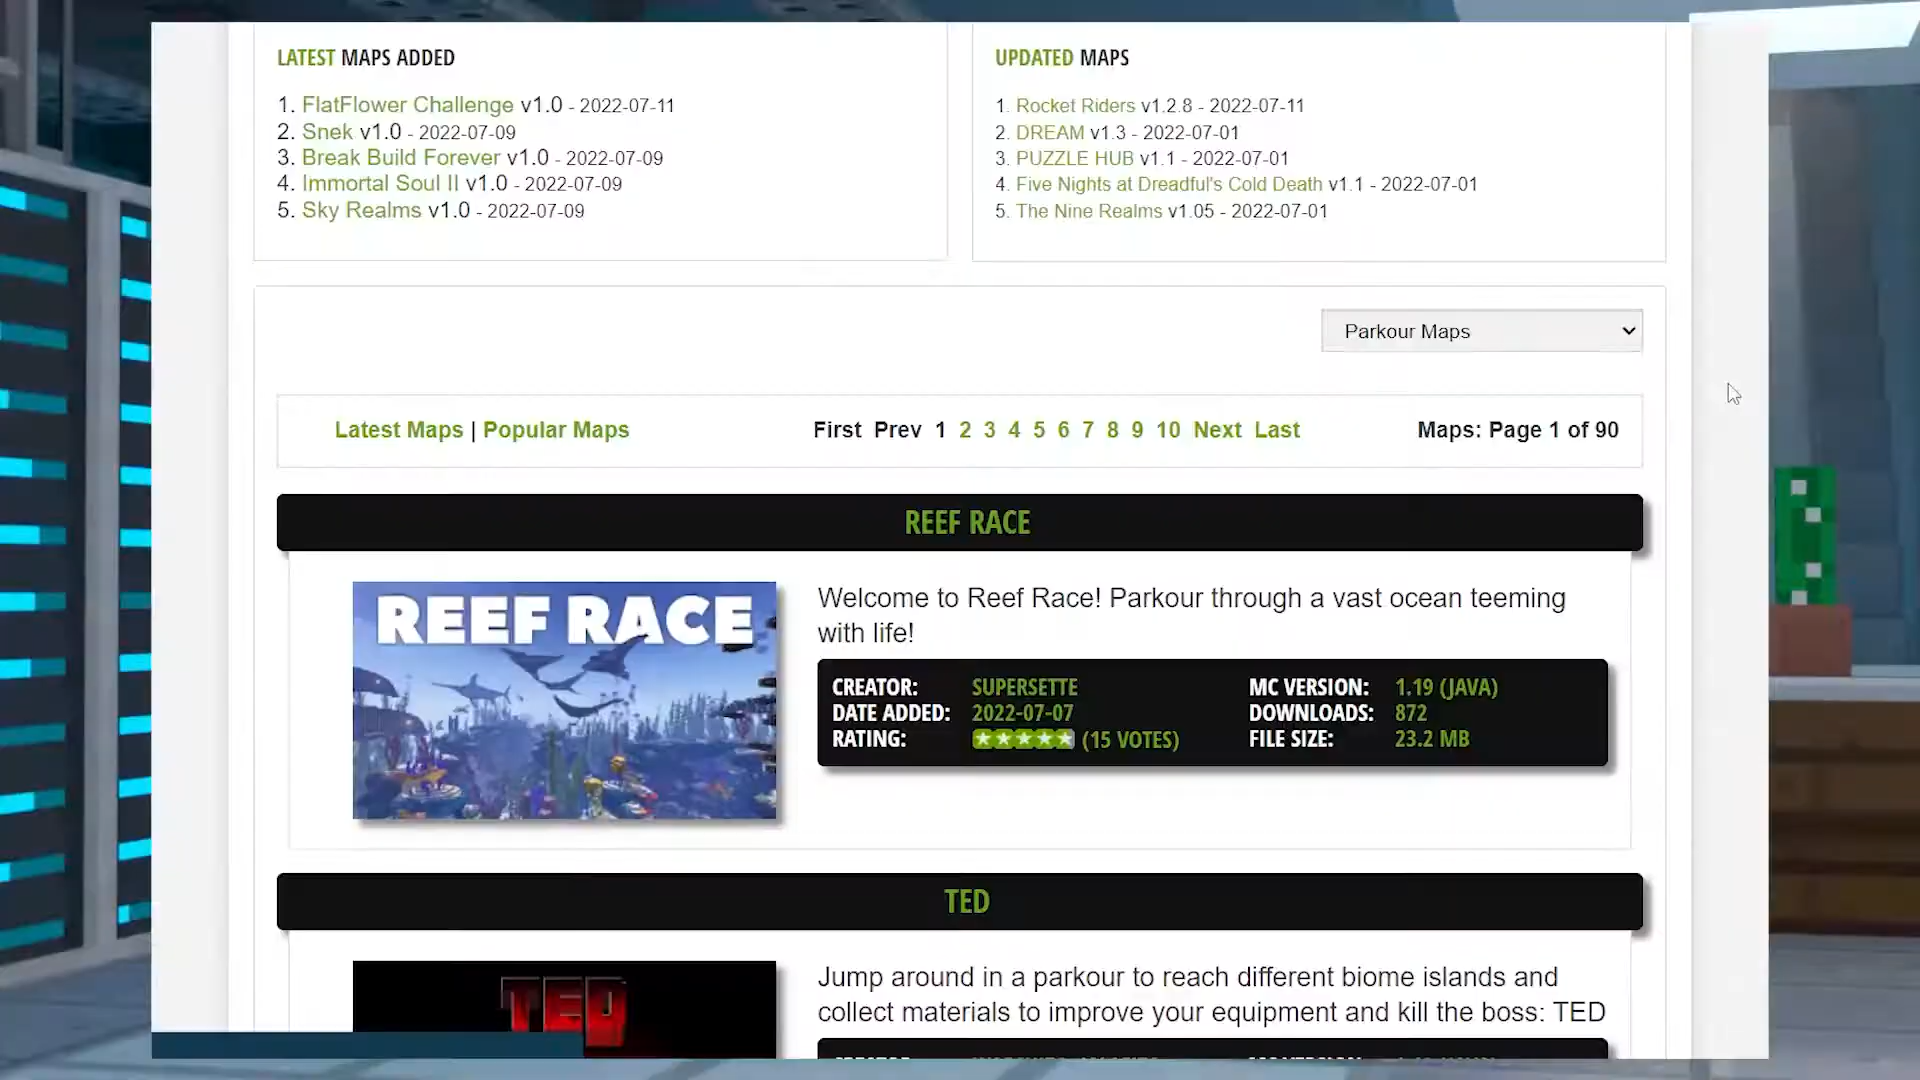 LATEST MAPS ADDED
1. FlatFlower Challenge v1.0 - 2022-07-11
2. Snek v1.0 - 2022-07-09
3. Break Build Forever v1.0 - 2022-07-09
4. Immortal Soul II v1.0 - 2022-07-09
5. Sky Realms v1.0 - 2022-07-09
UPDATED MAPS
1. Rocket Riders v1.2.8 - 2022-07-11
2. DREAM v1.3 - 2022-07-01
3. PUZZLE HUB v1.1 - 2022-07-01
4. Five Nights at Dreadful's Cold Death v1.1 - 2022-07-01
5. The Nine Realms v1.05 - 2022-07-01
Parkour Maps
Latest Maps | Popular Maps
First Prev 1 2 3 4 5 6 7 8 9 10 Next Last
Maps: Page 1 of 90
REEF RACE
REEF RACE
Welcome to Reef Race! Parkour through a vast ocean teeming
with life!
CREATOR: SUPERSETTE
DATE ADDED: 2022-07-07
RATING: (15 VOTES)
MC VERSION: 1.19 (JAVA)
DOWNLOADS: 872
FILE SIZE: 23.2 MB
TED
TED
Jump around in a parkour to reach different biome islands and
collect materials to improve your equipment and kill the boss: TED